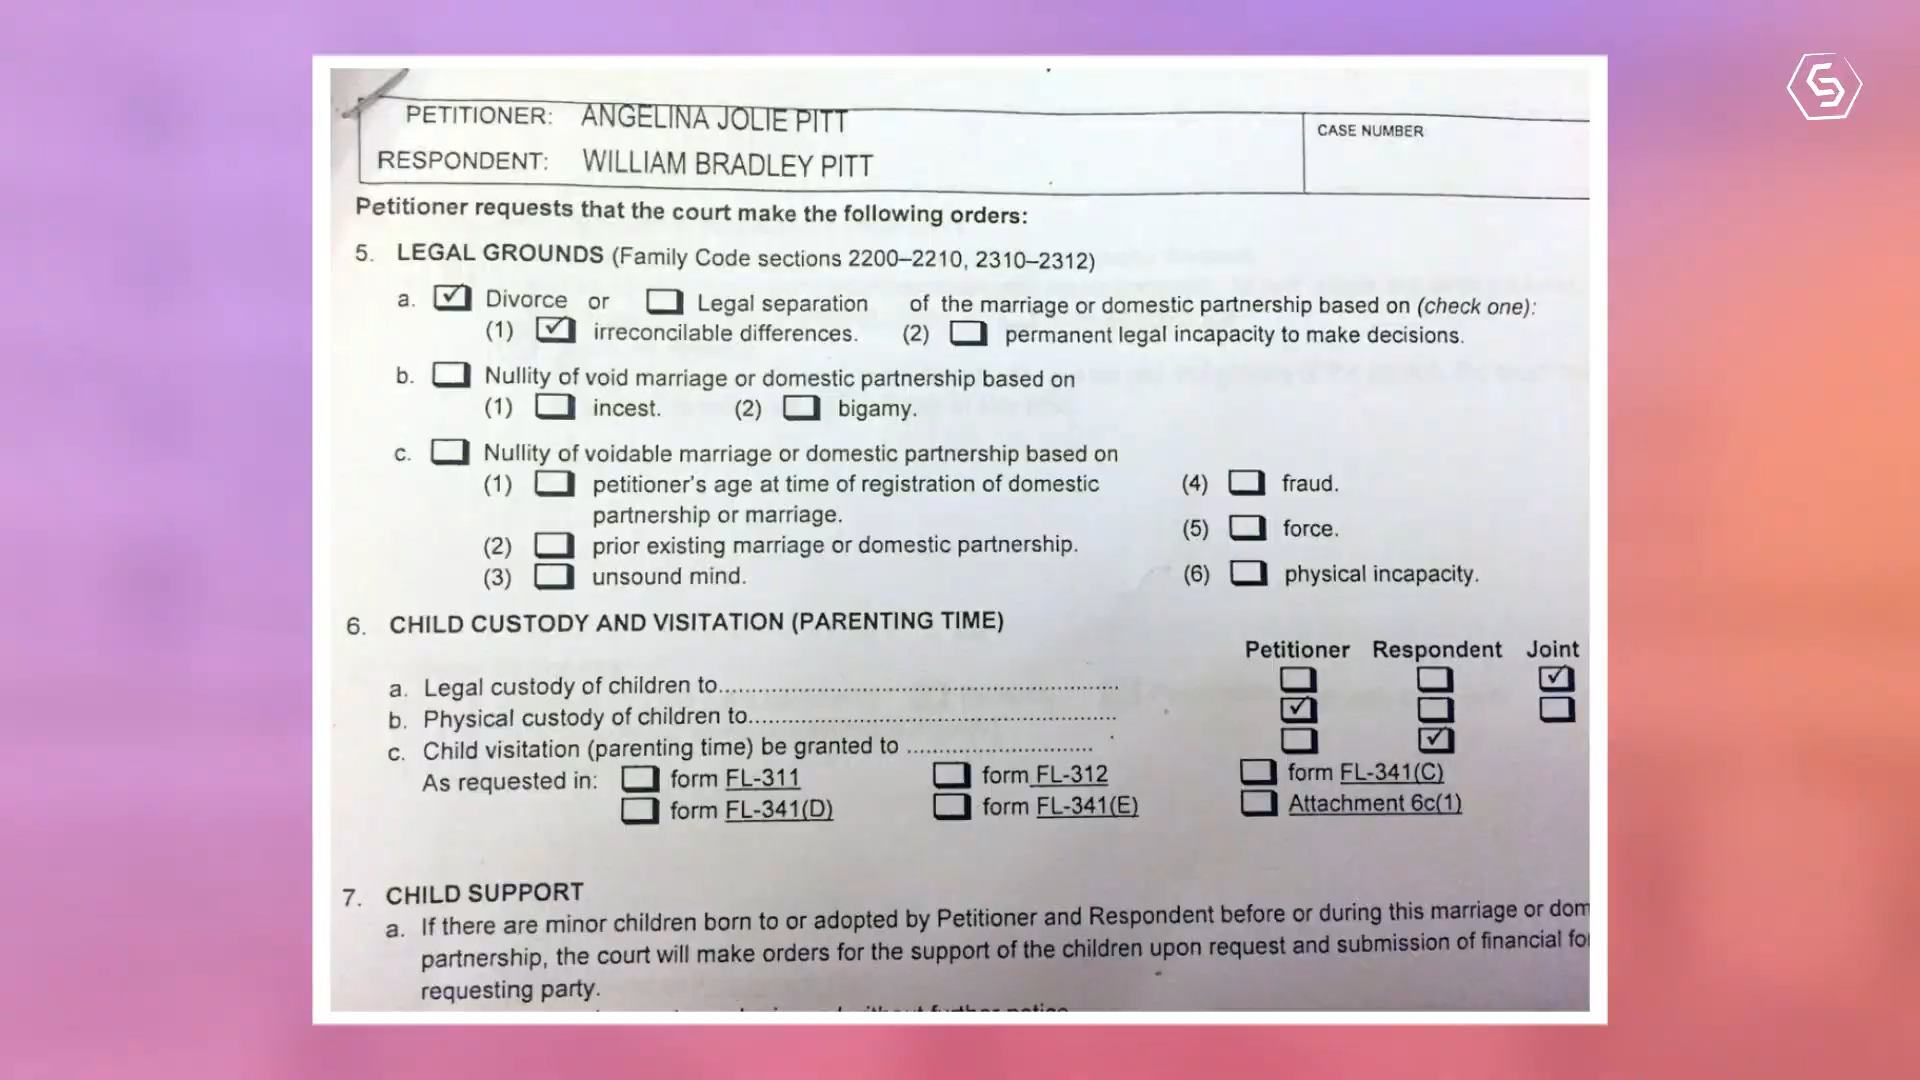 PETITIONER: ANGELINA JOLIE PITT
CASE NUMBER
RESPONDENT: WILLIAM BRADLEY PITT
Petitioner requests that the court make the following orders:
5. LEGAL GROUNDS (Family Code sections 2200–2210, 2310–2312)
a. Divorce or Legal separation of the marriage or domestic partnership based on (check one):
(1) irreconcilable differences. (2) permanent legal incapacity to make decisions.
b. Nullity of void marriage or domestic partnership based on
(1) incest. (2) bigamy.
c. Nullity of voidable marriage or domestic partnership based on
(1) petitioner's age at time of registration of domestic
partnership or marriage.
(2) prior existing marriage or domestic partnership.
(3) unsound mind.
(4) fraud.
(5) force.
(6) physical incapacity.
6. CHILD CUSTODY AND VISITATION (PARENTING TIME)
Petitioner Respondent Joint
a. Legal custody of children to
b. Physical custody of children to
c. Child visitation (parenting time) be granted to
As requested in: form FL-311 form FL-312 form FL-341(C)
form FL-341(D) form FL-341(E) Attachment 6c(1)
7. CHILD SUPPORT
a. If there are minor children born to or adopted by Petitioner and Respondent before or during this marriage or dom
partnership, the court will make orders for the support of the children upon request and submission of financial fo
requesting party.